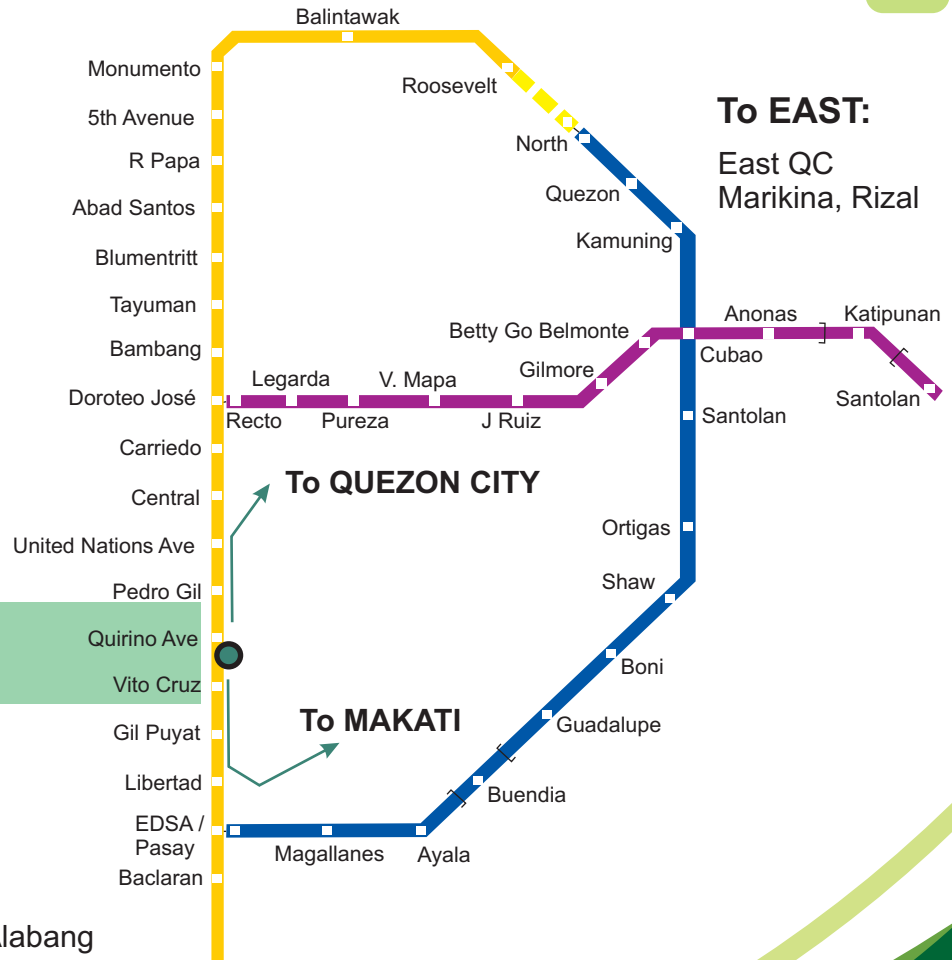 Balintawak
Monumento
Roosevelt
5th Avenue
To EAST:
East QC
Marikina, Rizal
R Papa
North
Quezon
Abad Santos
Kamuning
Blumentritt
Tayuman
Anonas
Katipunan
Betty Go Belmonte
Bambang
Cubao
Gilmore
Legarda
V. Mapa
Doroteo José
Santolan
Recto
Pureza
J Ruiz
Santolan
Carriedo
To QUEZON CITY
Central
Ortigas
United Nations Ave
Shaw
Pedro Gil
Quirino Ave
Boni
Vito Cruz
To MAKATI
Guadalupe
Gil Puyat
Libertad
Buendia
EDSA /
Pasay
Magallanes
Ayala
Baclaran